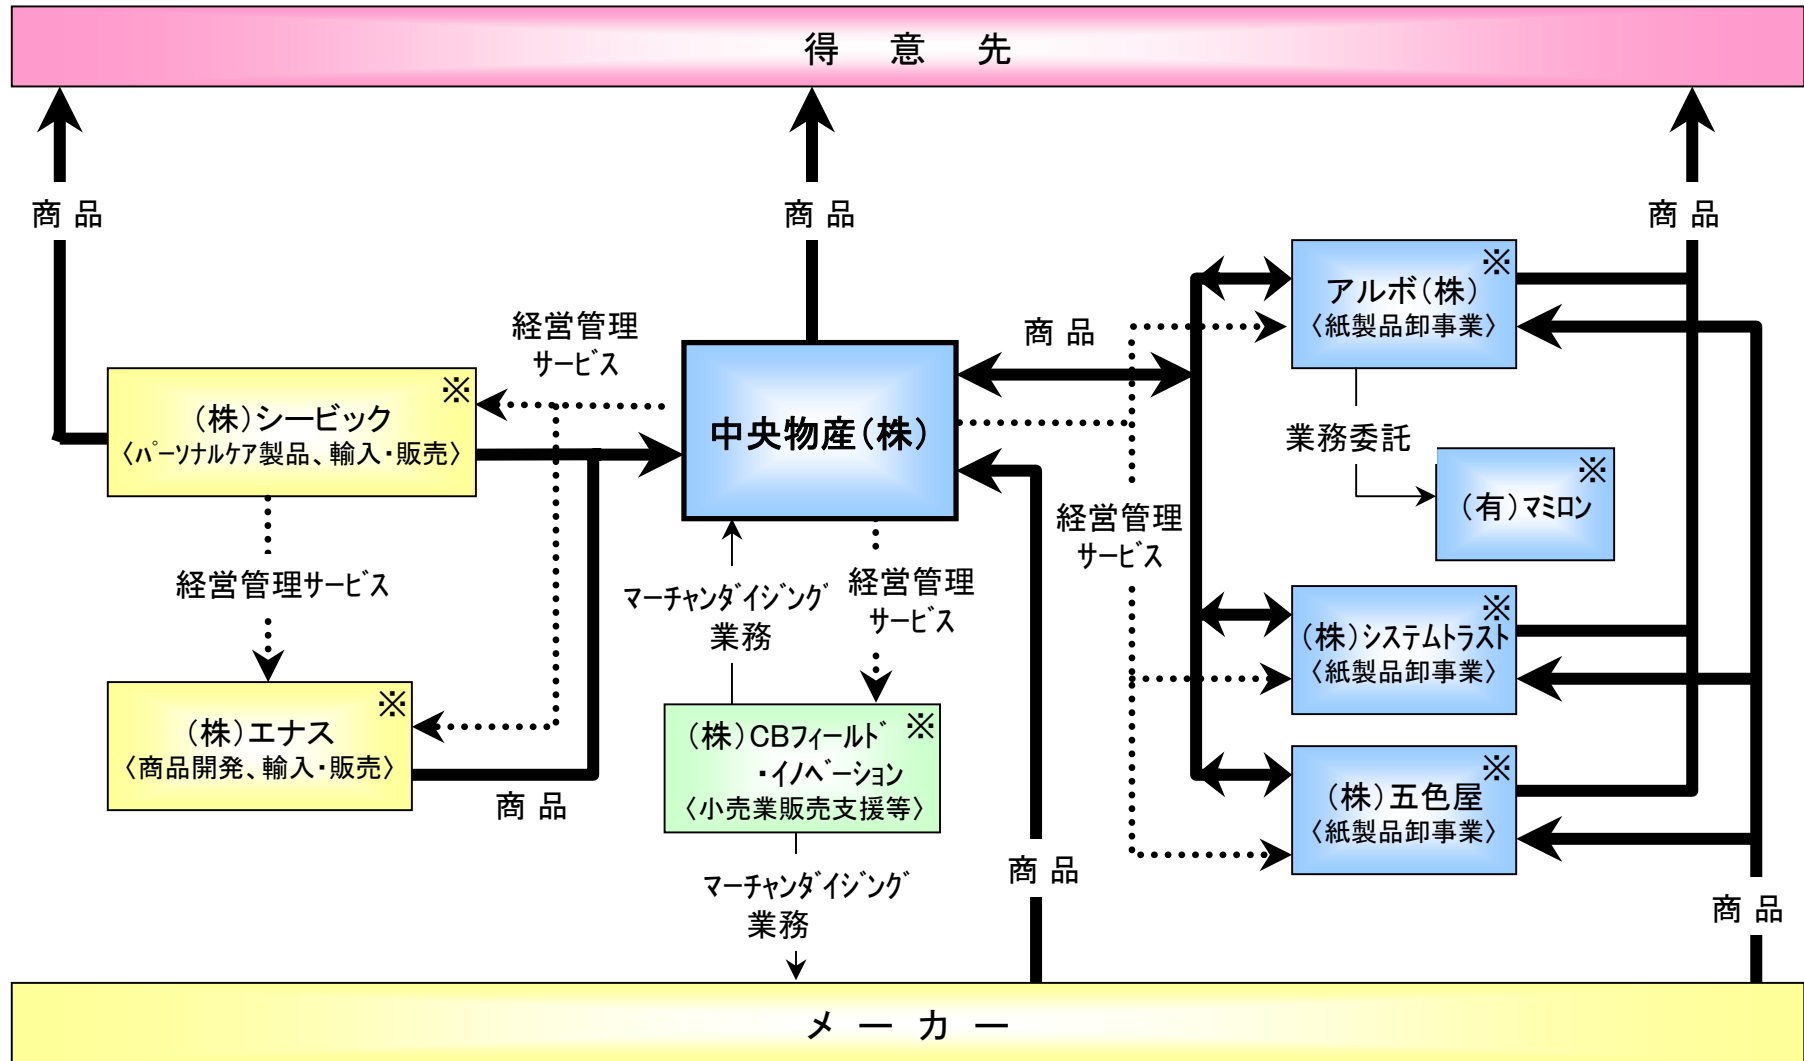 得 意 先
商 品
商 品
商 品
経営管理
サービス
商 品
※
アルボ(株)
〈紙製品卸事業〉
※
(株)シービック
〈パーソナルケア製品、輸入・販売〉
中央物産(株)
業務委託
※
(有)マミロン
経営管理サービス
マーチャンダイジング
業務
経営管理
サービス
経営管理
サービス
※
(株)システムトラスト
〈紙製品卸事業〉
※
(株)エナス
〈商品開発、輸入・販売〉
商 品
※
(株)CBフィールド
・イノベーション
〈小売業販売支援等〉
※
(株)五色屋
〈紙製品卸事業〉
マーチャンダイジング
業務
商 品
商 品
メ ー カ ー